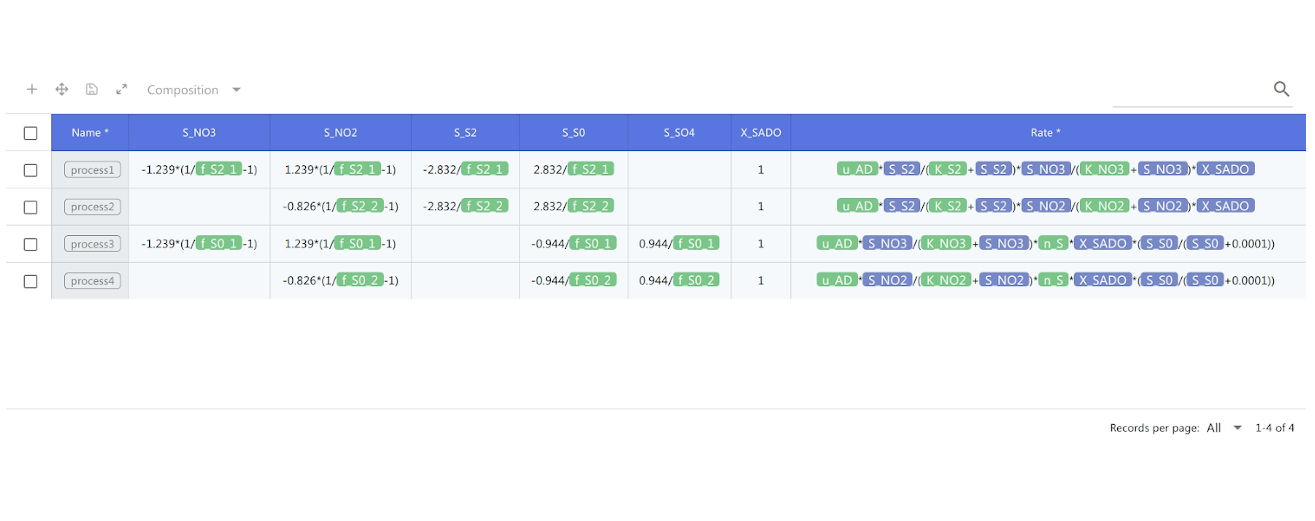 Composition
Name * S_NO3 S_NO2 S_S2 S_S0 S_SO4 X_SADO Rate *
process1 -1.239*(1/f_S2_1-1) 1.239*(1/f_S2_1-1) -2.832/f_S2_1 2.832/f_S2_1 1 u_AD*S_S2/(K_S2+S_S2)*S_NO3/(K_NO3+S_NO3)*X_SADO
process2 -0.826*(1/f_S2_2-1) -2.832/f_S2_2 2.832/f_S2_2 1 u_AD*S_S2/(K_S2+S_S2)*S_NO2/(K_NO2+S_NO2)*X_SADO
process3 -1.239*(1/f_S0_1-1) 1.239*(1/f_S0_1-1) -0.944/f_S0_1 0.944/f_S0_1 1 u_AD*S_NO3/(K_NO3+S_NO3)*n_S*X_SADO*(S_S0/(S_S0+0.0001))
process4 -0.826*(1/f_S0_2-1) -0.944/f_S0_2 0.944/f_S0_2 1 u_AD*S_NO2/(K_NO2+S_NO2)*n_S*X_SADO*(S_S0/(S_S0+0.0001))
Records per page: All 1-4 of 4